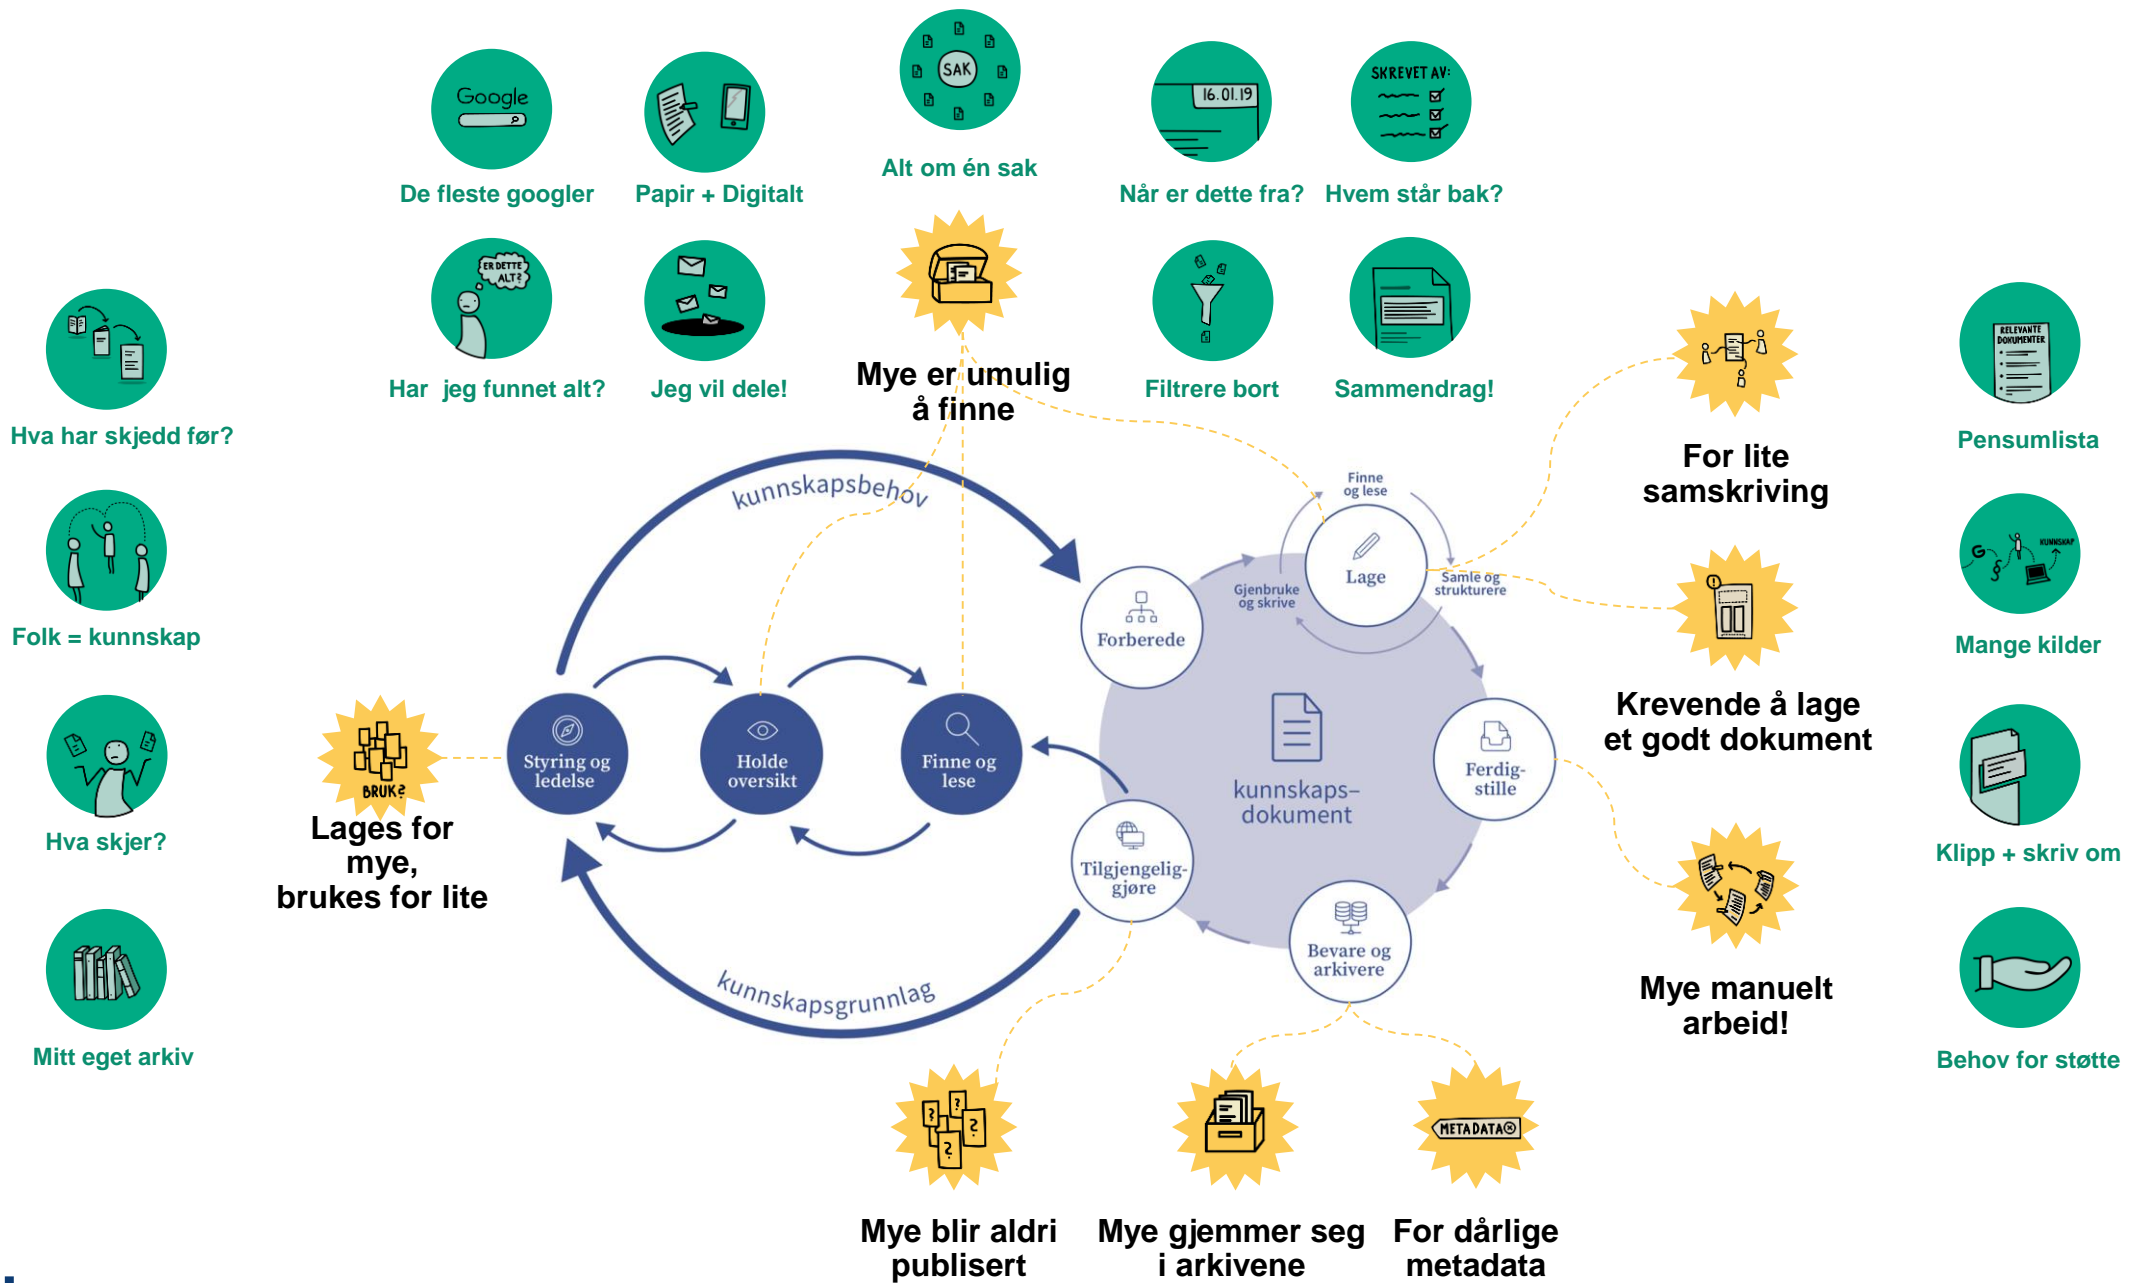 SAK
Google
16.01.19
SKREVET AV:
Alt om én sak
De fleste googler
Papir + Digitalt
Når er dette fra?
Hvem står bak?
ER DETTE
ALT?
Har jeg funnet alt?
Jeg vil dele!
Mye er umulig
å finne
Filtrere bort
Sammendrag!
RELEVANTE
DOKUMENTER
Hva har skjedd før?
For lite
samskriving
Pensumlista
kunnskapsbehov
Finne
og lese
Lage
Samle og
strukturere
Gjenbruke
og skrive
G
§
KUNNSKAP
Folk = kunnskap
Forberede
Mange kilder
Krevende å lage
et godt dokument
BRUK?
Styring og
ledelse
Holde
oversikt
Finne og
lese
kunnskaps–
dokument
Ferdig-
stille
Hva skjer?
Lages for
mye,
brukes for lite
Tilgjengelig-
gjøre
Klipp + skriv om
Bevare og
arkivere
kunnskapsgrunnlag
Mye manuelt
arbeid!
Mitt eget arkiv
Behov for støtte
? ? ? ? ?
METADATA
Mye blir aldri
publisert
Mye gjemmer seg
i arkivene
For dårlige
metadata